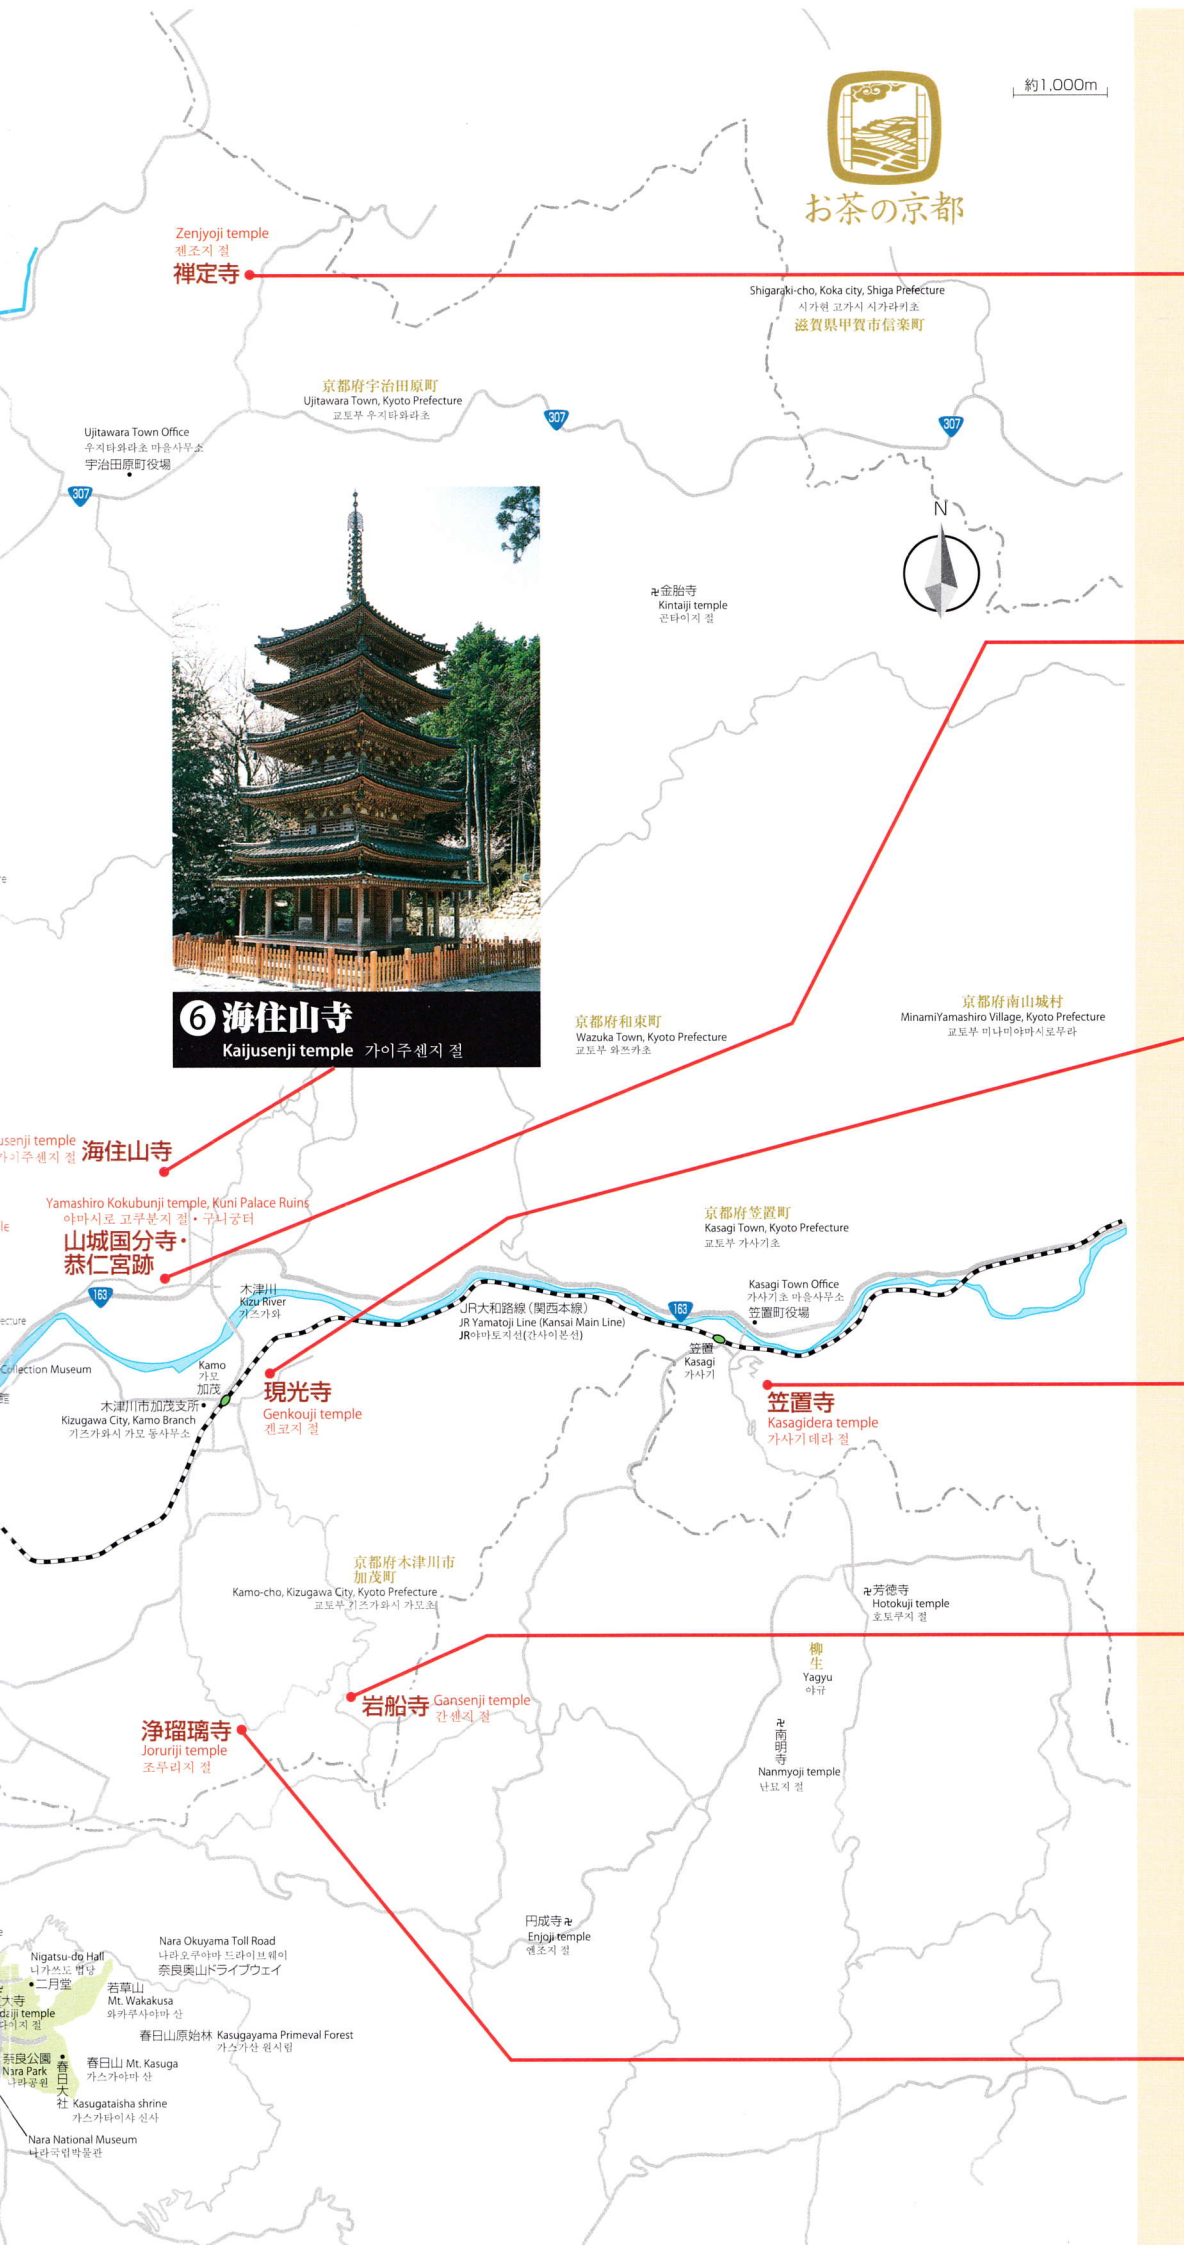 約1,000m
お茶の京都
Zenjyoji temple
젠조지 절
禅定寺
Shigaraki-cho, Koka city, Shiga Prefecture
시가현 고가시 시가라키초
滋賀県甲賀市信楽町
京都府宇治田原町
Ujitawara Town, Kyoto Prefecture
교토부 우지타와라초
307
307
Ujitawara Town Office
우지타와라초 마을사무소
宇治田原町役場
307
N
卍金胎寺
Kintaiji temple
곤타이지 절
❻海住山寺
Kaijusenji temple 가이주센지 절
京都府和束町
Wazuka Town, Kyoto Prefecture
교토부 와쯔카초
京都府南山城村
MinamiYamashiro Village, Kyoto Prefecture
교토부 미나미야마시로무라
usenji temple
가이주센지 절
海住山寺
Yamashiro Kokubunji temple, Kuni Palace Ruins
야마시로 고쿠분지 절・구니궁터
山城国分寺・
恭仁宮跡
163
木津川
Kizu River
기즈가와
京都府笠置町
Kasagi Town, Kyoto Prefecture
교토부 가사기초
Kasagi Town Office
가사기초 마을사무소
笠置町役場
163
JR大和路線（関西本線）
JR Yamatoji Line (Kansai Main Line)
JR야마토지선(간사이본선)
笠置
Kasagi
가사기
ecture
Collection Museum
Kamo
가모
加茂
木津川市加茂支所
Kizugawa City, Kamo Branch
기즈가와시 가모 동사무소
現光寺
Genkouji temple
겐코지 절
笠置寺
Kasagidera temple
가사기데라 절
京都府木津川市
加茂町
Kamo-cho, Kizugawa City, Kyoto Prefecture
교토부 기즈가와시 가모초
卍芳徳寺
Hotokuji temple
호토쿠지 절
柳生
Yagyu
야규
岩船寺
Gansenji temple
간센지 절
浄瑠璃寺
Joruriji temple
조루리지 절
卍南明寺
Nanmyoji temple
난묘지 절
円成寺卍
Enjoji temple
엔조지 절
Nara Okuyama Toll Road
나라오쿠야마 드라이브웨이
奈良奥山ドライブウェイ
Nigatsu-do Hall
니가쓰도 법당
二月堂
若草山
Mt. Wakakusa
와카쿠사야마 산
大寺
daiji temple
다이지 절
春日山原始林 Kasugayama Primeval Forest
가스가산 원시림
奈良公園
Nara Park
나라공원
春日山 Mt. Kasuga
가스가야마 산
春日大社
Kasugataisha shrine
가스가타이샤 신사
Nara National Museum
나라국립박물관